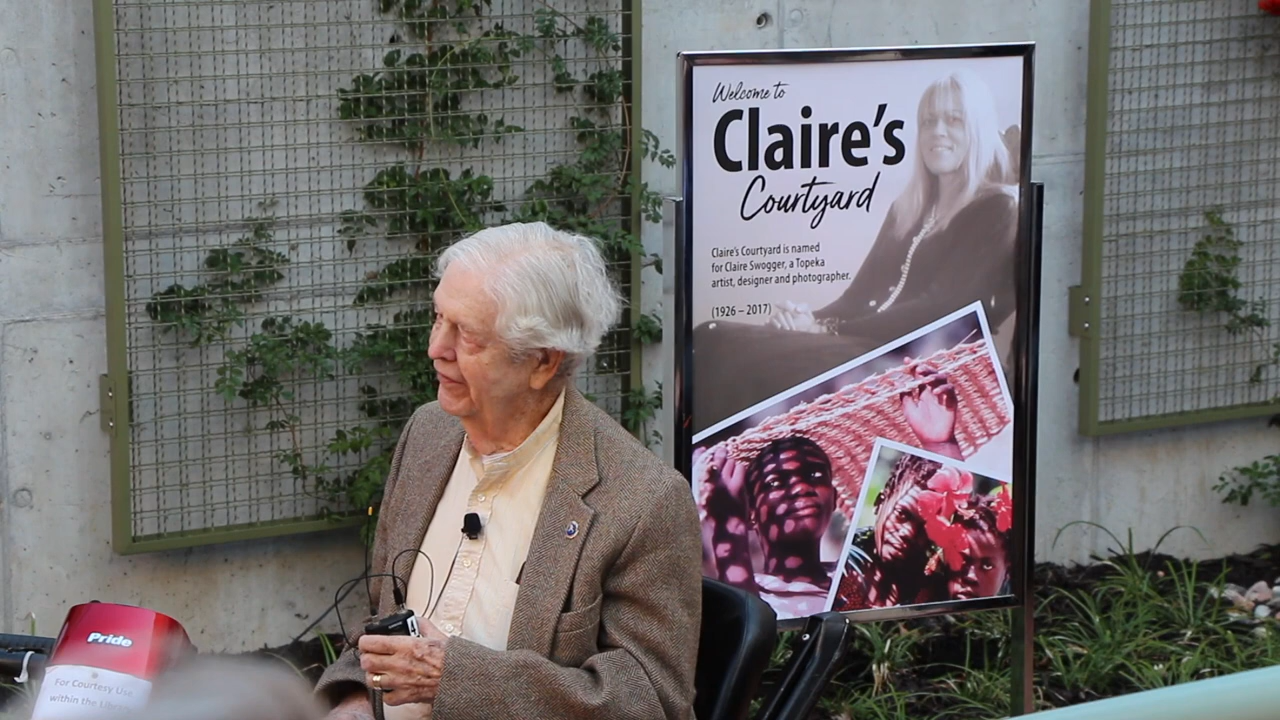 Welcome to
Claire's
Courtyard
Claire's Courtyard is named
for Claire Swogger, a Topeka
artist, designer and photographer.
(1926 – 2017)
Pride
For Courtesy Use
within the Library